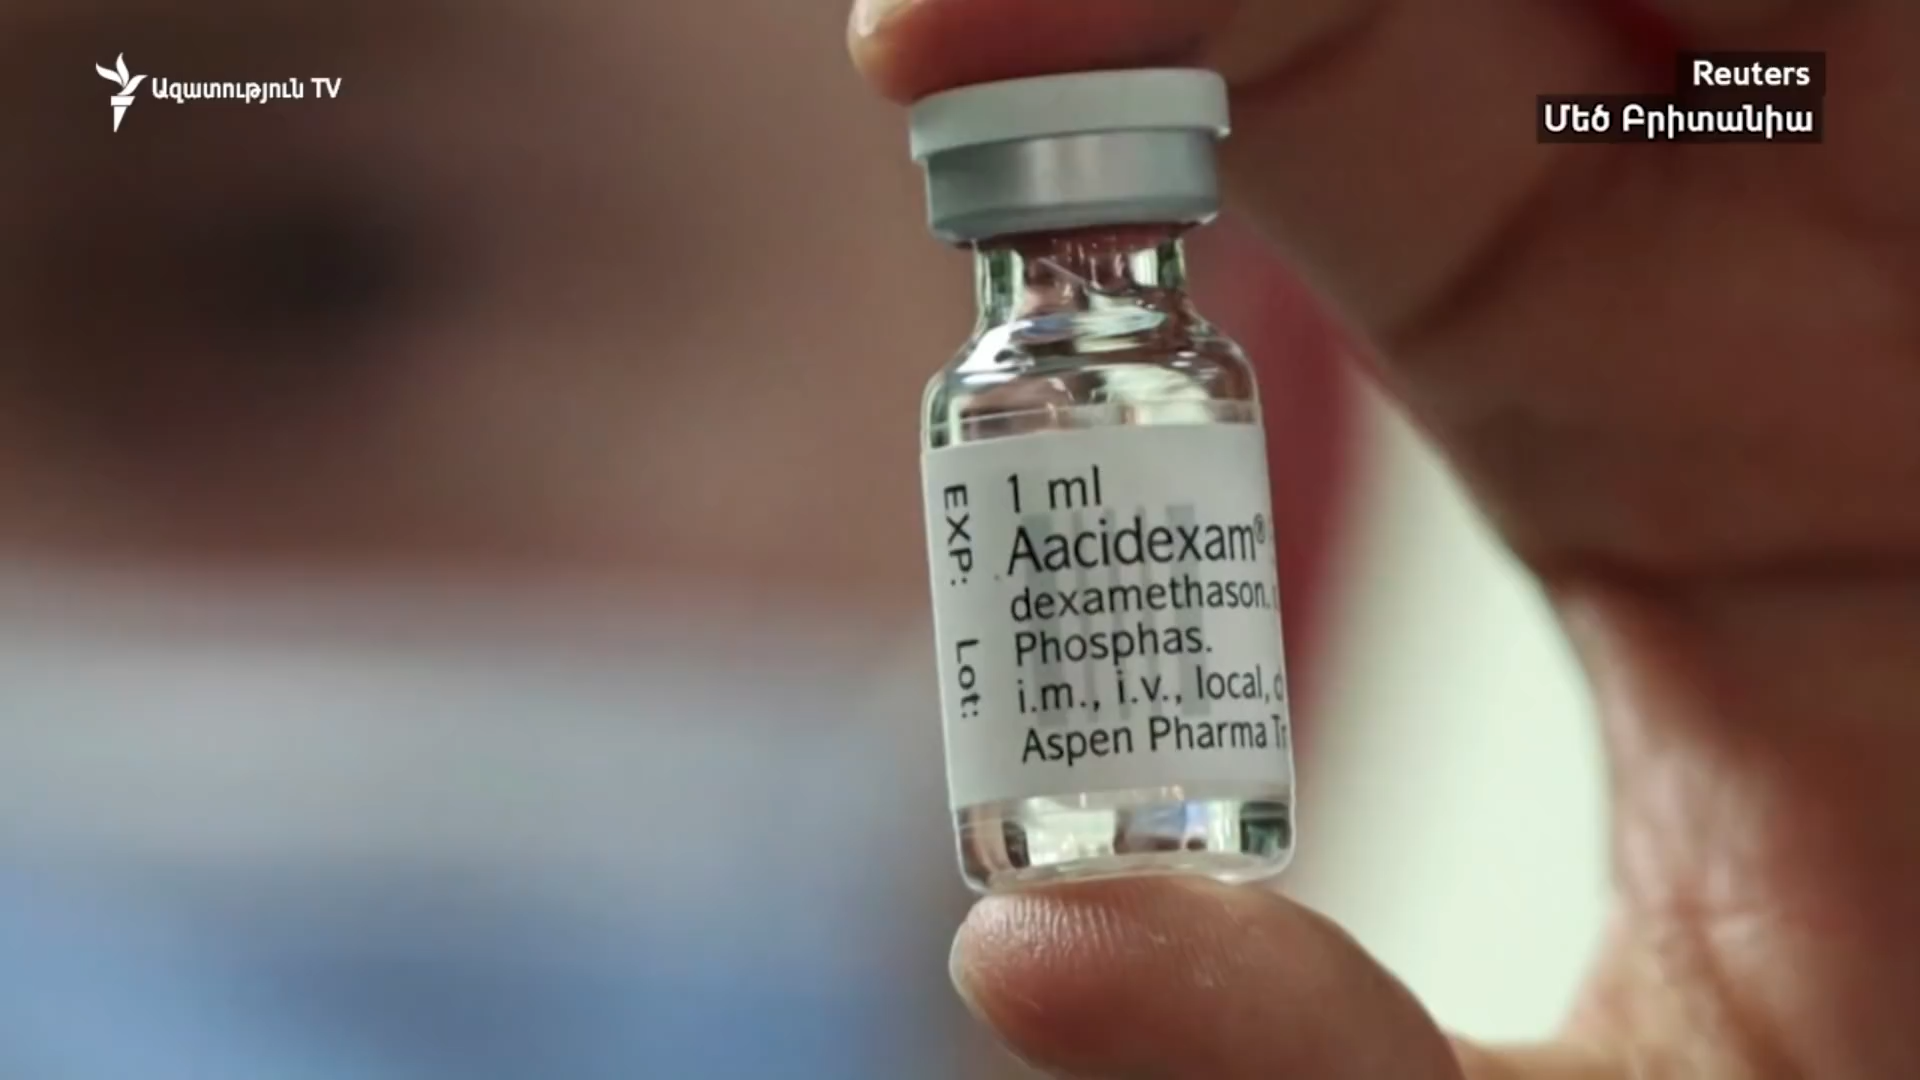 Ազատություն TV
Reuters
Մեծ Բրիտանիա
EXP:
Lot:
1 ml
Aacidexam®
dexamethason.
Phosphas.
i.m., i.v., local,
Aspen Pharma